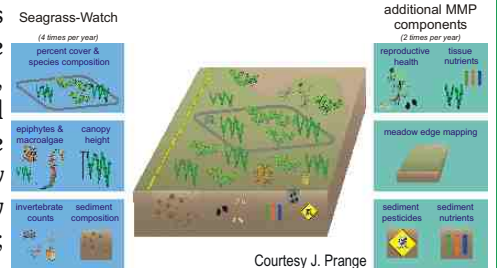 Seagrass-Watch
(4 times per year)
percent cover &
species composition
epiphytes &
macroalgae
canopy
height
invertebrate
counts
sediment
composition
additional MMP
components
(2 times per year)
reproductive
health
tissue
nutrients
meadow edge mapping
sediment
pesticides
sediment
nutrients
Courtesy J. Prange